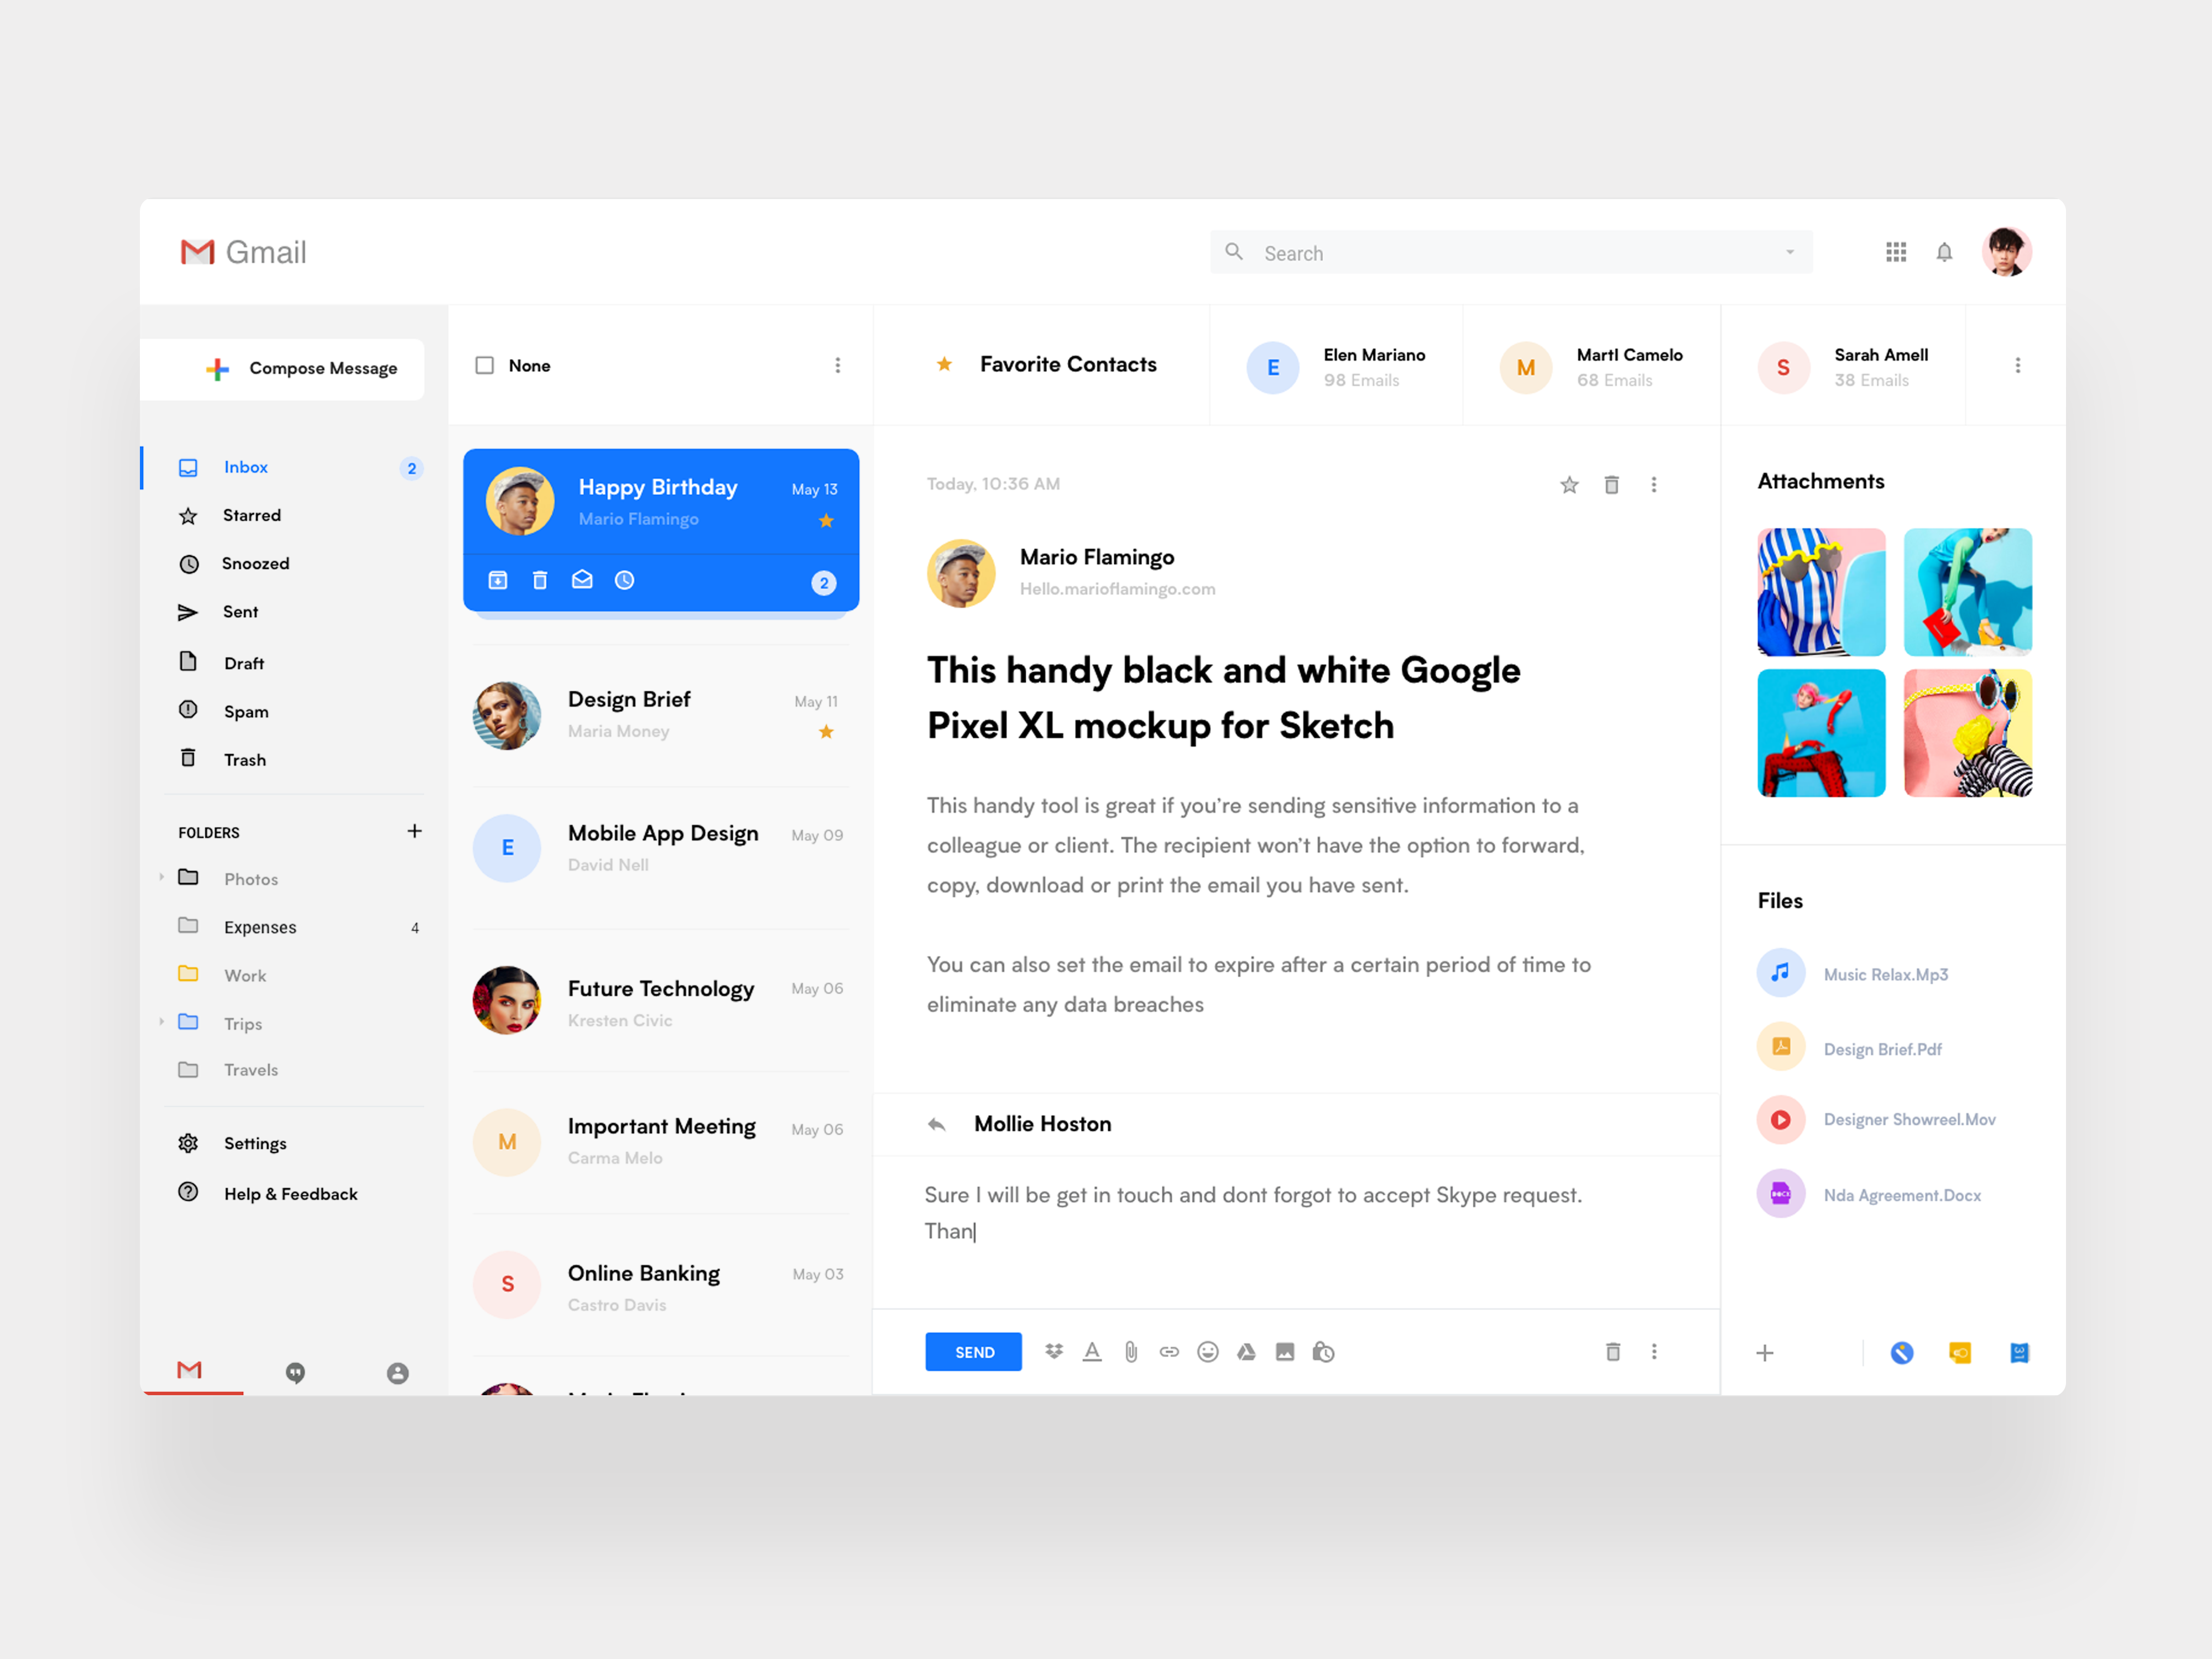 Gmail
Search
Compose Message
Inbox
2
Starred
Snoozed
Sent
Draft
Spam
Trash
FOLDERS
Photos
Expenses
4
Work
Trips
Travels
Settings
Help & Feedback
None
Happy Birthday
May 13
Mario Flamingo
2
Design Brief
May 11
Maria Money
E
Mobile App Design
May 09
David Nell
Future Technology
May 06
Kresten Civic
M
Important Meeting
May 06
Carma Melo
S
Online Banking
May 03
Castro Davis
Favorite Contacts
E
Elen Mariano
98 Emails
M
Martl Camelo
68 Emails
S
Sarah Amell
38 Emails
Today, 10:36 AM
Mario Flamingo
Hello.marioflamingo.com
This handy black and white Google
Pixel XL mockup for Sketch
This handy tool is great if you’re sending sensitive information to a
colleague or client. The recipient won’t have the option to forward,
copy, download or print the email you have sent.
You can also set the email to expire after a certain period of time to
eliminate any data breaches
Mollie Hoston
Sure I will be get in touch and dont forgot to accept Skype request.
Than
SEND
Attachments
Files
Music Relax.Mp3
Design Brief.Pdf
Designer Showreel.Mov
DOCX
Nda Agreement.Docx
31